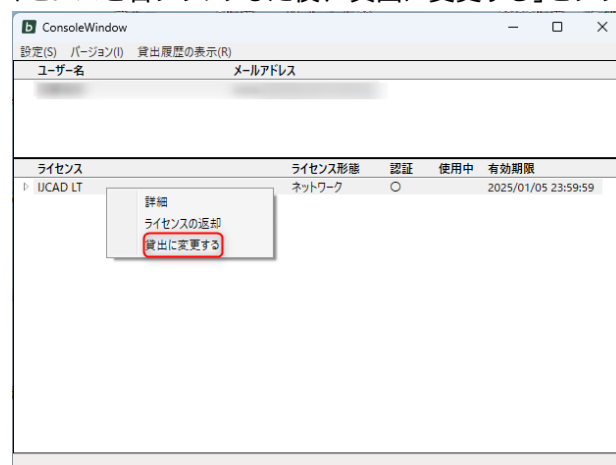 ConsoleWindow
設定(S) バージョン(I) 貸出履歴の表示(R)
ユーザー名 メールアドレス
ライセンス ライセンス形態 認証 使用中 有効期限
IJCAD LT ネットワーク ○ 2025/01/05 23:59:59
詳細
ライセンスの返却
貸出に変更する